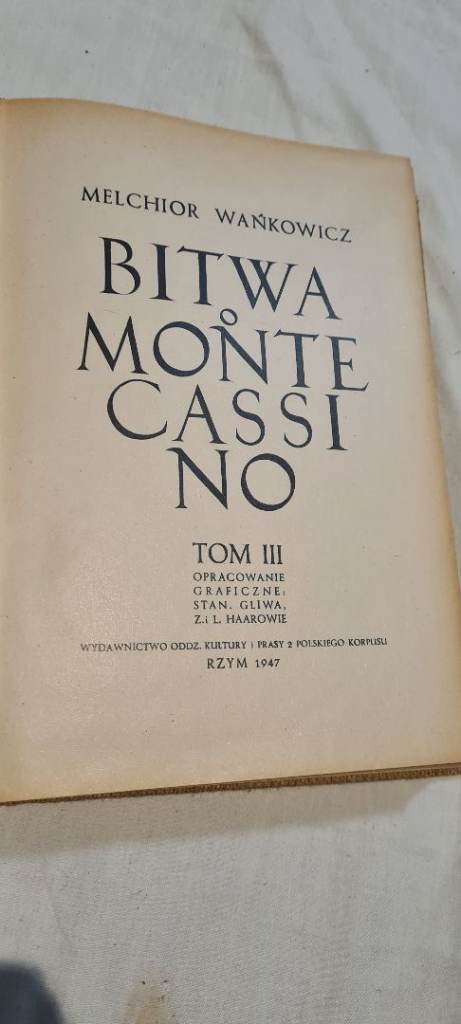 MELCHIOR WAŃKOWICZ
BITWA
O
MONTE
CASSI
NO
TOM III
OPRACOWANIE
GRAFICZNE:
STAN. GLIWA,
Z. i L. HAAROWIE
WYDAWNICTWO ODDZ. KULTURY I PRASY 2 POLSKIEGO KORPUSU
RZYM 1947